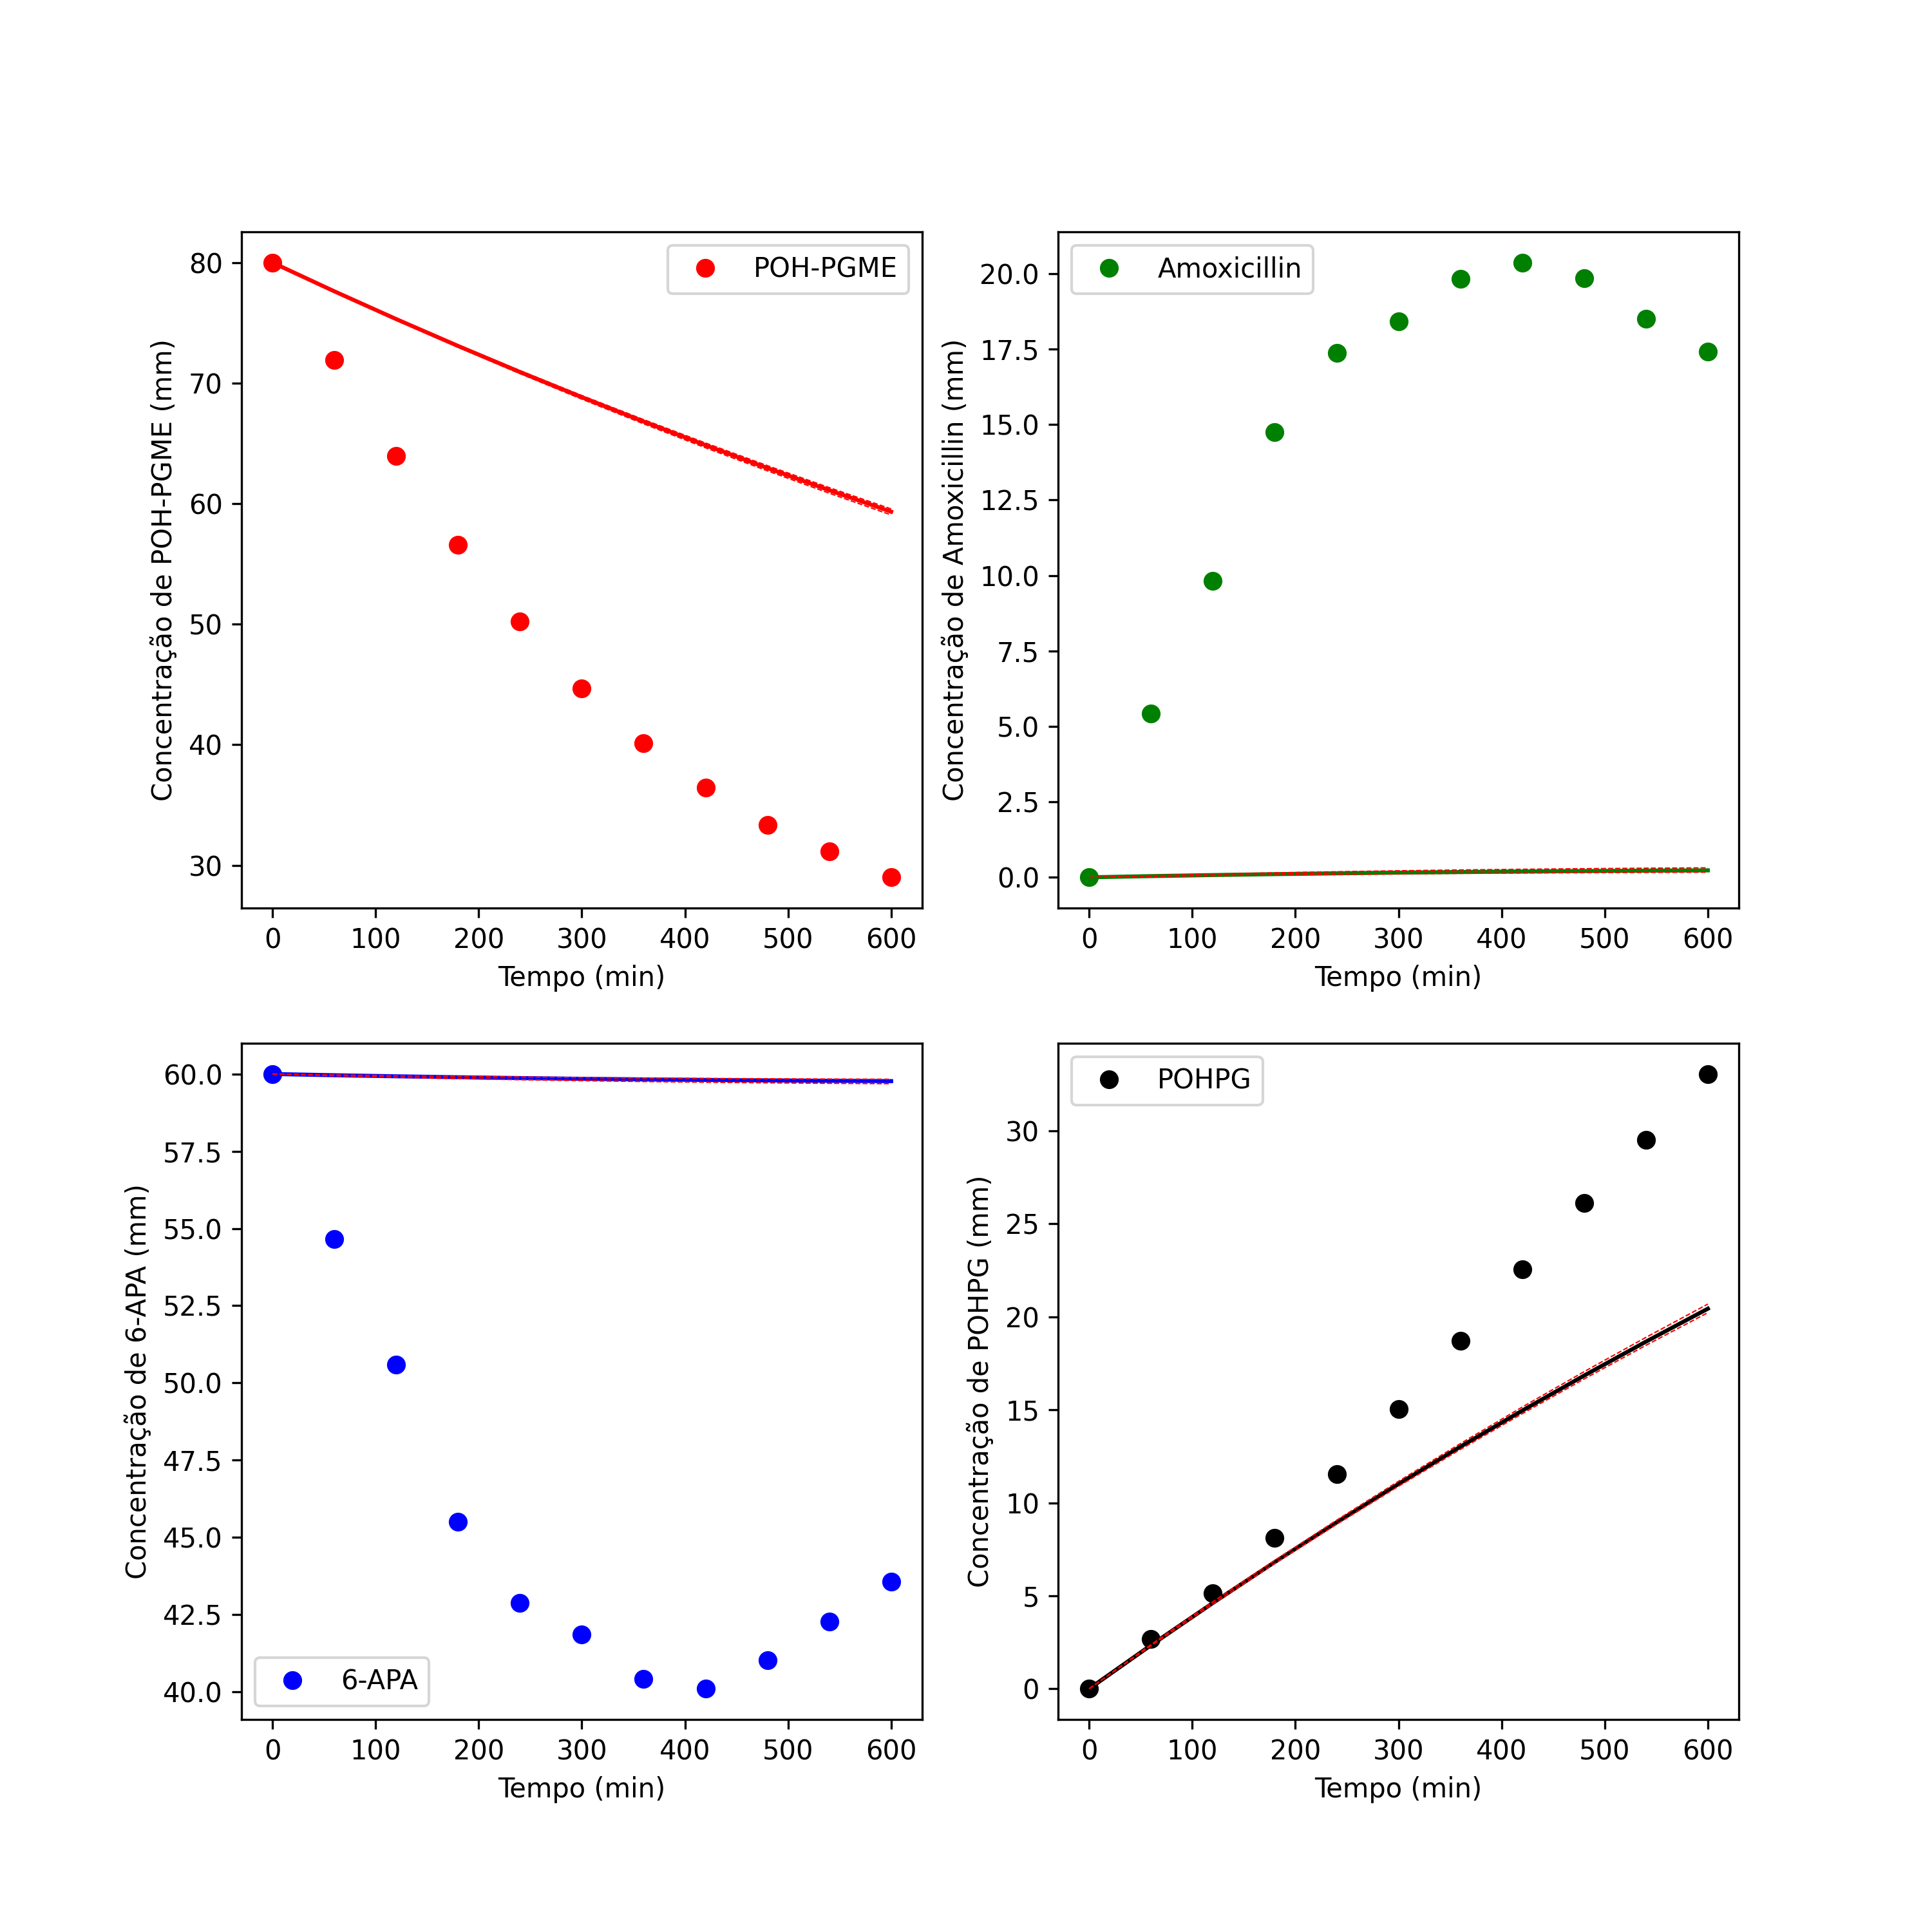 POH-PGME
80
70
60
50
40
30
0 100 200 300 400 500 600
Tempo (min)
Concentração de POH-PGME (mm)
Amoxicillin
20.0
17.5
15.0
12.5
10.0
7.5
5.0
2.5
0.0
0 100 200 300 400 500 600
Tempo (min)
Concentração de Amoxicillin (mm)
6-APA
60.0
57.5
55.0
52.5
50.0
47.5
45.0
42.5
40.0
0 100 200 300 400 500 600
Tempo (min)
Concentração de 6-APA (mm)
POHPG
30
25
20
15
10
5
0
0 100 200 300 400 500 600
Tempo (min)
Concentração de POHPG (mm)